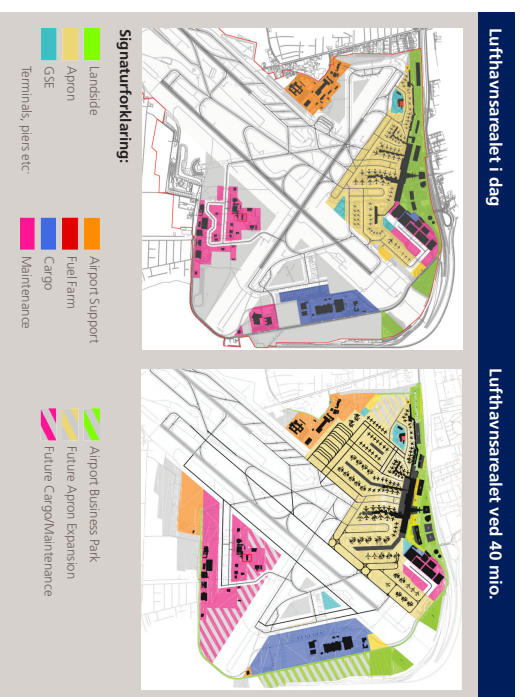 Lufthavnsarealet i dag
Lufthavnsarealet ved 40 mio.
Signaturforklaring:
Landside
Apron
GSE
Terminals, piers etc.
Airport Support
Fuel Farm
Cargo
Maintenance
Airport Business Park
Future Apron Expansion
Future Cargo/Maintenance